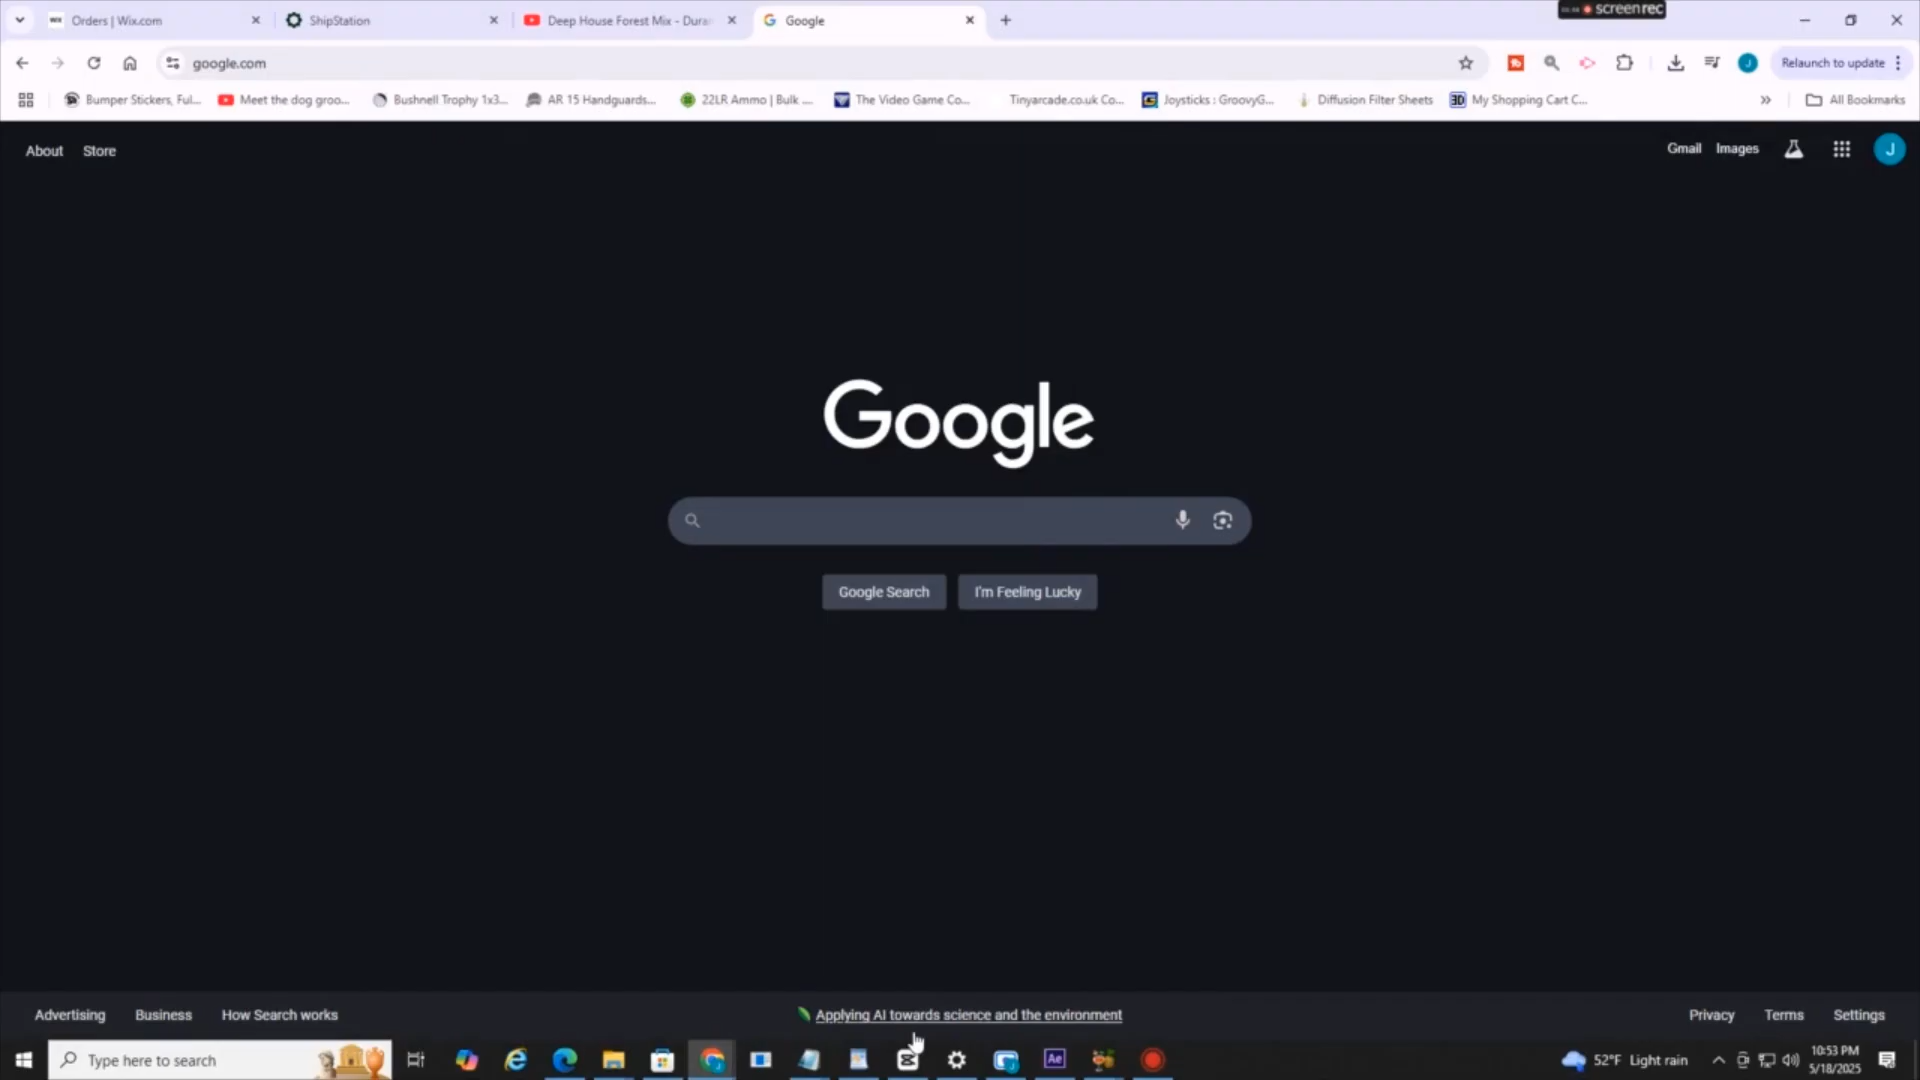 Orders | Wix.com
ShipStation
Deep House Forest Mix - Dura
Google
screenrec
google.com
Relaunch to update
Bumper Stickers, Ful...
Meet the dog groo...
Bushnell Trophy 1x3...
AR 15 Handguards...
22LR Ammo | Bulk ....
The Video Game Co...
Tinyarcade.co.uk Co...
Joysticks : GroovyG...
Diffusion Filter Sheets
My Shopping Cart C...
»
All Bookmarks
About
Store
Gmail
Images
J
Google
Google Search
I'm Feeling Lucky
Advertising
Business
How Search works
Applying AI towards science and the environment
Privacy
Terms
Settings
Type here to search
Ae
52°F Light rain
10:53 PM
5/18/2025